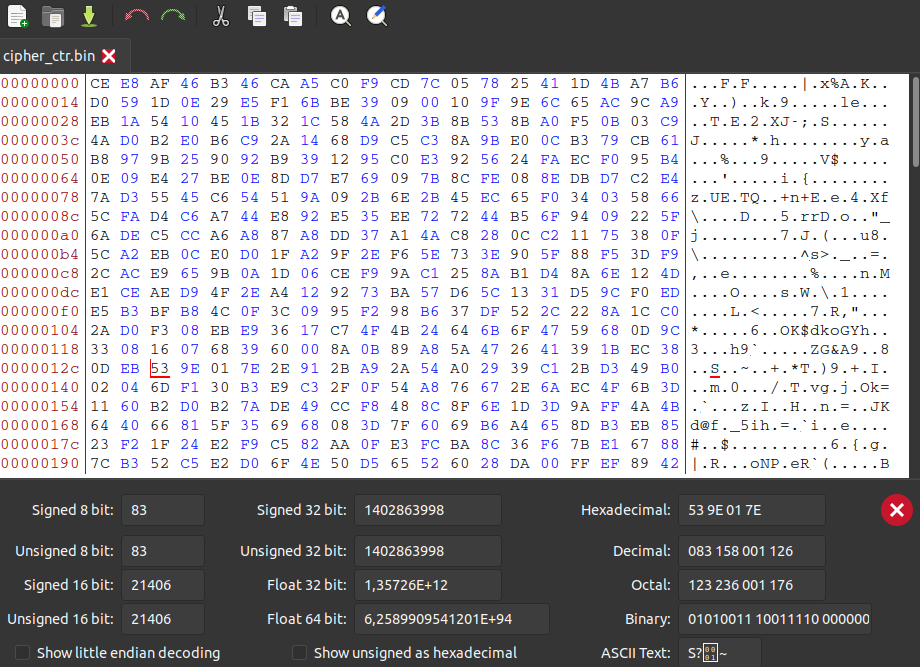 cipher_ctr.bin
00000000 CE E8 AF 46 B3 46 CA A5 C0 F9 CD 7C 05 78 25 41 1D 4B A7 B6 ...F.F.....|.x%A.K..
00000014 D0 59 1D 0E 29 E5 F1 6B BE 39 09 00 10 9F 9E 6C 65 AC 9C A9 .Y..)..k.9.....le...
00000028 EB 1A 54 10 45 1B 32 1C 58 4A 2D 3B 8B 53 8B A0 F5 0B 03 C9 ..T.E.2.XJ-;.S......
0000003c 4A D0 B2 E0 B6 C9 2A 14 68 D9 C5 C3 8A 9B E0 0C B3 79 CB 61 J.....*.h........y.a
00000050 B8 97 9B 25 90 92 B9 39 12 95 C0 E3 92 56 24 FA EC F0 95 B4 ...%...9.....V$.....
00000064 0E 09 E4 27 BE 0E 8D D7 E7 69 09 7B 8C FE 08 8E DB D7 C2 E4 ...'.....i.{........
00000078 7A D3 55 45 C6 54 51 9A 09 2B 6E 2B 45 EC 65 F0 34 03 58 66 z.UE.TQ..+n+E.e.4.Xf
0000008c 5C FA D4 C6 A7 44 E8 92 E5 35 EE 72 72 44 B5 6F 94 09 22 5F \....D...5.rrD.o.."_
000000a0 6A DE C5 CC A6 A8 87 A8 DD 37 A1 4A C8 28 0C C2 11 75 38 0F j........7.J.(...u8.
000000b4 5C A2 EB 0C E0 D0 1F A2 9F 2E F6 5E 73 3E 90 5F 88 F5 3D F9 \..........^s>._..=.
000000c8 2C AC E9 65 9B 0A 1D 06 CE F9 9A C1 25 8A B1 D4 8A 6E 12 4D ,..e........%....n.M
000000dc E1 CE AE D9 4F 2E A4 12 92 73 BA 57 D6 5C 13 31 D5 9C F0 ED ....O....s.W.\.1....
000000f0 E5 B3 BF B8 4C 0F 3C 09 95 F2 98 B6 37 DF 52 2C 22 8A 1C C0 ....L.<.....7.R,"...
00000104 2A D0 F3 08 EB E9 36 17 C7 4F 4B 24 64 6B 6F 47 59 68 0D 9C *.....6..OK$dkoGYh..
00000118 33 08 16 07 68 39 60 00 8A 0B 89 A8 5A 47 26 41 39 1B EC 38 3...h9`.....ZG&A9..8
0000012c 0D EB 53 9E 01 7E 2E 91 2B A9 2A 54 A0 29 39 C1 2B D3 49 B0 ..S..~..+.*T.)9.+.I.
00000140 02 04 6D F1 30 B3 E9 C3 2F 0F 54 A8 76 67 2E 6A EC 4F 6B 3D ..m.0.../.T.vg.j.Ok=
00000154 11 60 B2 D0 B2 7A DE 49 CC F8 48 8C 8F 6E 1D 3D 9A FF 4A 4B .`...z.I..H..n.=..JK
00000168 64 40 66 81 5F 35 69 68 08 3D 7F 60 69 B6 A4 65 8D B3 EB 85 d@f._5ih.=.`i..e....
0000017c 23 F2 1F 24 E2 F9 C5 82 AA 0F E3 FC BA 8C 36 F6 7B E1 67 88 #..$..........6.{.g.
00000190 7C B3 52 C5 E2 D0 6F 4E 50 D5 65 52 60 28 DA 00 FF EF 89 42 |.R...oNP.eR`(.....B
Signed 8 bit: 83 Signed 32 bit: 1402863998 Hexadecimal: 53 9E 01 7E
Unsigned 8 bit: 83 Unsigned 32 bit: 1402863998 Decimal: 083 158 001 126
Signed 16 bit: 21406 Float 32 bit: 1,35726E+12 Octal: 123 236 001 176
Unsigned 16 bit: 21406 Float 64 bit: 6,2589909541201E+94 Binary: 01010011 10011110 000000
Show little endian decoding Show unsigned as hexadecimal ASCII Text: S?~